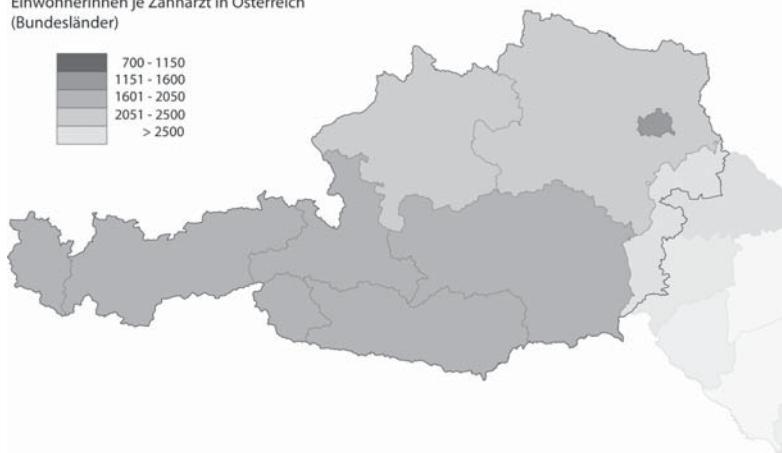 EinwohnerInnen je Zahnarzt in Österreich
(Bundesländer)
700 - 1150
1151 - 1600
1601 - 2050
2051 - 2500
> 2500